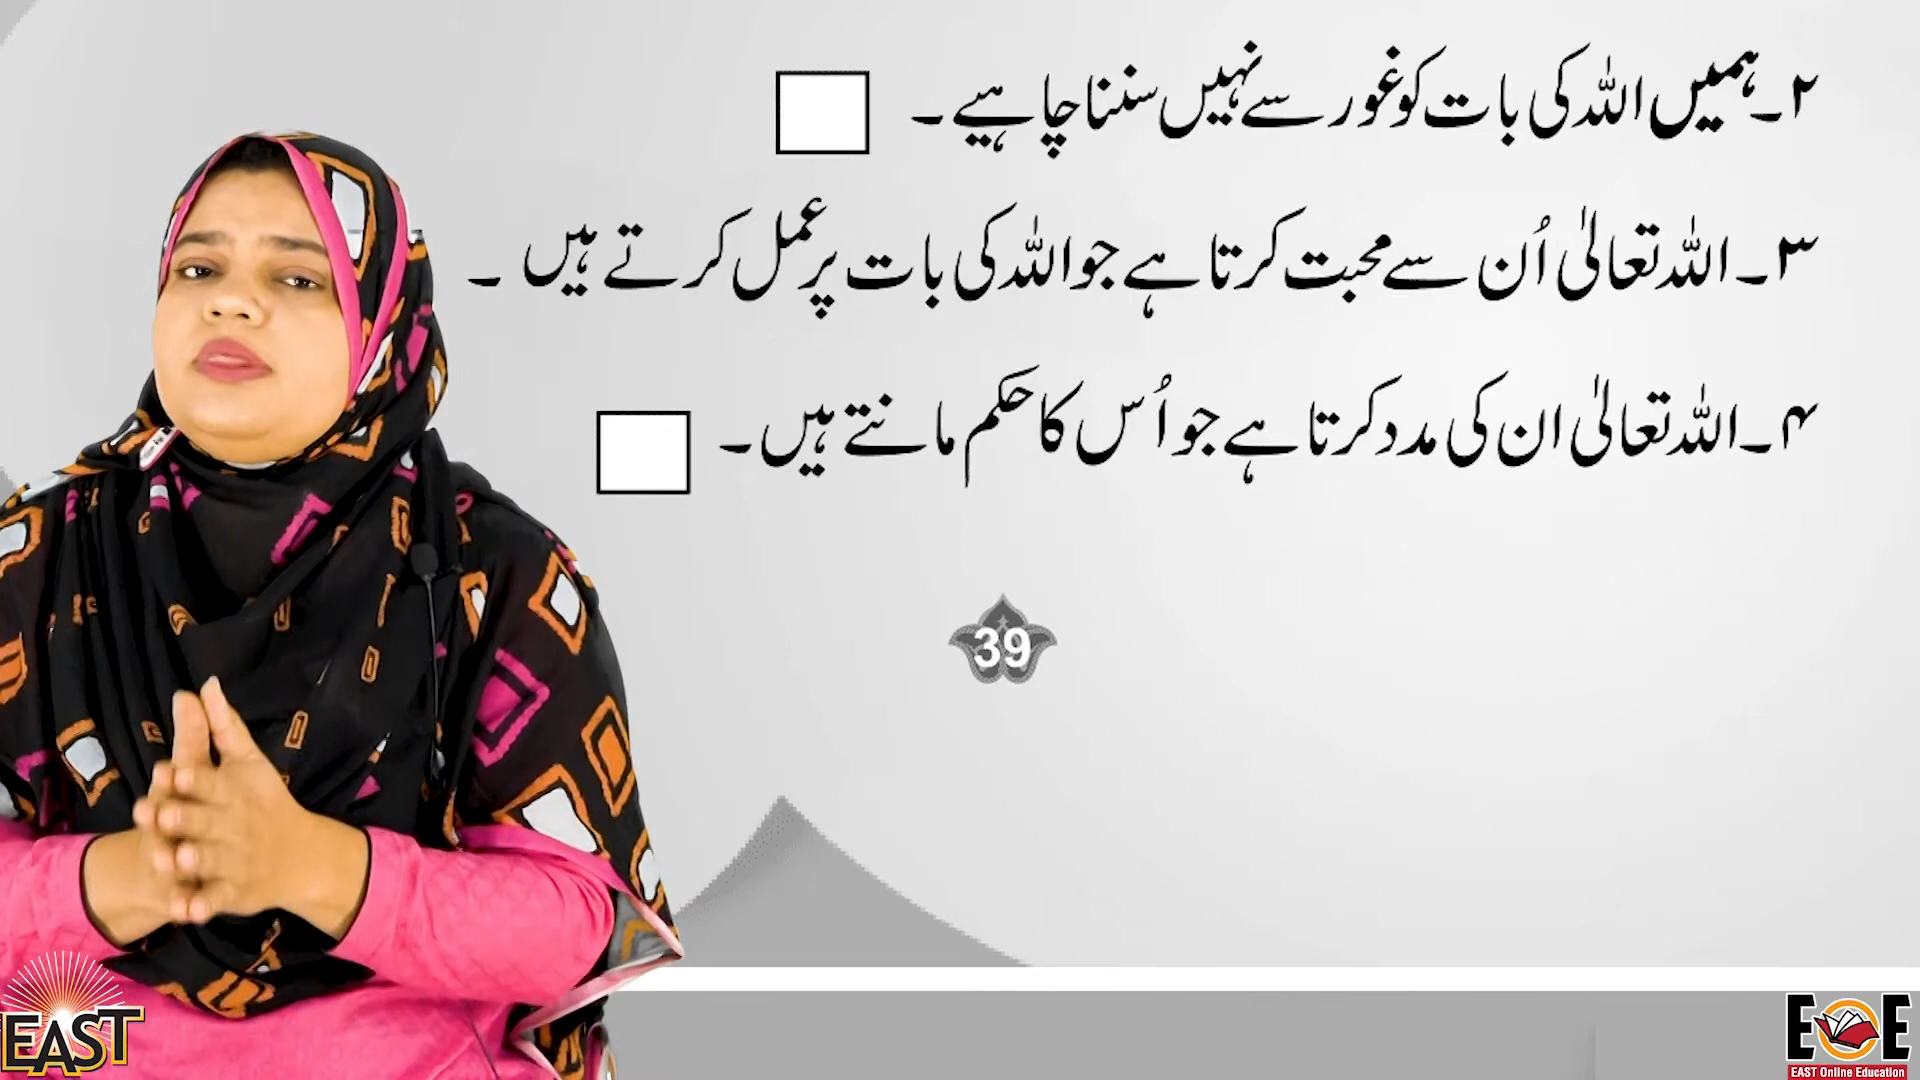 ۲۔ہمیں اللہ کی بات کو غور سے نہیں سننا چاہیے ۔
۳۔اللہ تعالیٰ اُن سے محبت کرتا ہے جو اللہ کی بات پر عمل کرتے ہیں ۔
۴۔اللہ تعالیٰ ان کی مدد کرتا ہے جو اُس کا حکم مانتے ہیں۔
39
EAST
EOE
EAST Online Education